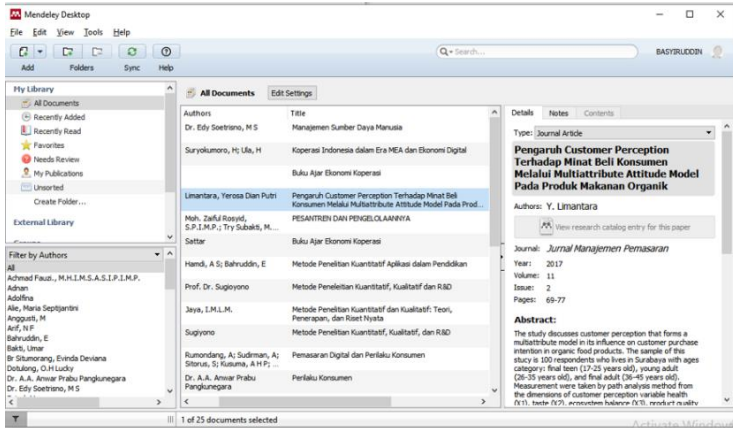 Mendeley Desktop
File Edit View Tools Help
Search...
BASYIRUDDIN
Add Folders Sync Help
My Library
All Documents
Recently Added
Recently Read
Favorites
Needs Review
My Publications
Unsorted
Create Folder...
External Library
Filter by Authors
All
Achmad Fauzi., M.H.I.M.S.A.S.I.P.I.M.P.
Adnan
Adolfina
Alie, Maria Septijantini
Anggusti, M
Arif, N F
Bahruddin, E
Bakti, Umar
Br Situmorang, Evinda Deviana
Dotulong, O.H Lucky
Dr. A.A. Anwar Prabu Pangkunegara
Dr. Edy Soetrisno, M S
All Documents Edit Settings
Authors Title
Dr. Edy Soetrisno, M S Manajemen Sumber Daya Manusia
Suryokumoro, H; Ula, H Koperasi Indonesia dalam Era MEA dan Ekonomi Digital
Buku Ajar Ekonomi Koperasi
Limantara, Yerosa Dian Putri Pengaruh Customer Perception Terhadap Minat Beli
Konsumen Melalui Multiattribute Attitude Model Pada Prod...
Moh. Zaiful Rosyid, PESANTREN DAN PENGELOLAANNYA
S.P.I.M.P.; Try Subakti, M....
Sattar Buku Ajar Ekonomi Koperasi
Hamdi, A S; Bahruddin, E Metode Penelitian Kuantitatif Aplikasi dalam Pendidikan
Prof. Dr. Sugioyono Metode Peneleitian Kuantitatif, Kualitatif dan R&D
Jaya, I.M.L.M. Metode Penelitian Kuantitatif dan Kualitatif: Teori,
Penerapan, dan Riset Nyata
Sugiyono Metode Penelitian Kuantitatif, Kualitatif, dan R&D
Rumondang, A; Sudirman, A; Pemasaran Digital dan Perilaku Konsumen
Sitorus, S; Kusuma, A H P; ...
Dr. A.A. Anwar Prabu Perilaku Konsumen
Pangkunegara
1 of 25 documents selected
Details Notes Contents
Type: Journal Article
Pengaruh Customer Perception
Terhadap Minat Beli Konsumen
Melalui Multiattribute Attitude Model
Pada Produk Makanan Organik
Authors: Y. Limantara
View research catalog entry for this paper
Journal: Jurnal Manajemen Pemasaran
Year: 2017
Volume: 11
Issue: 2
Pages: 69-77
Abstract:
The study discusses customer perception that forms a
multiattribute model in its influence on customer purchase
intention in organic food products. The sample of this
study is 100 respondents who lives in Surabaya with ages
category: final teen (17-25 years old), young adult
(26-35 years old), and final adult (36-45 years old).
Measurement were taken by path analysis method from
the dimensions of customer perception variable health
(X1), taste (X2), ecosystem balance (X3), product quality
Activate Windows